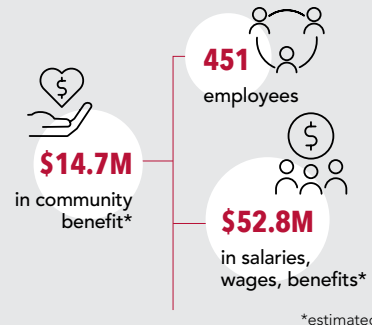 451
employees
$14.7M
in community
benefit*
$52.8M
in salaries,
wages, benefits*
*estimated